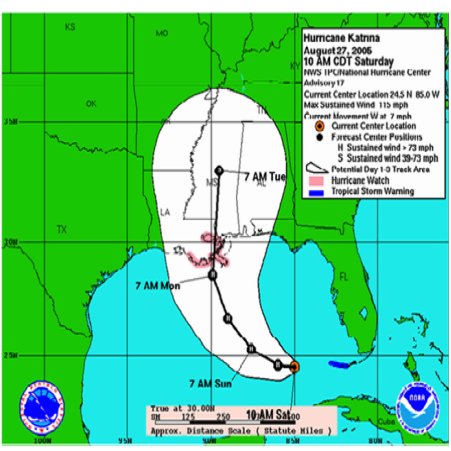 KS
MO
KY
Hurricane Katrina
August 27, 2005
10 AM CDT Saturday
NWS TPC/National Hurricane Center
Advisory 17
Current Center Location 24.5 N 85.0 W
Max Sustained Wind 115 mph
Current Movement W at 7 mph
Current Center Location
Forecast Center Positions
H Sustained wind > 73 mph
S Sustained wind 39-73 mph
Potential Day 1-3 Track Area
Hurricane Watch
Tropical Storm Warning
OK
35N
7 AM Tue
MS
AL
LA
TX
30N
FL
7 AM Mon
H
H
H
H
25N
7 AM Sun
10 AM Sat
True at 30.00N
SM 125 250
Approx. Distance Scale ( Statute Miles )
NOAA
Cuba
95W
90W
85W
80W